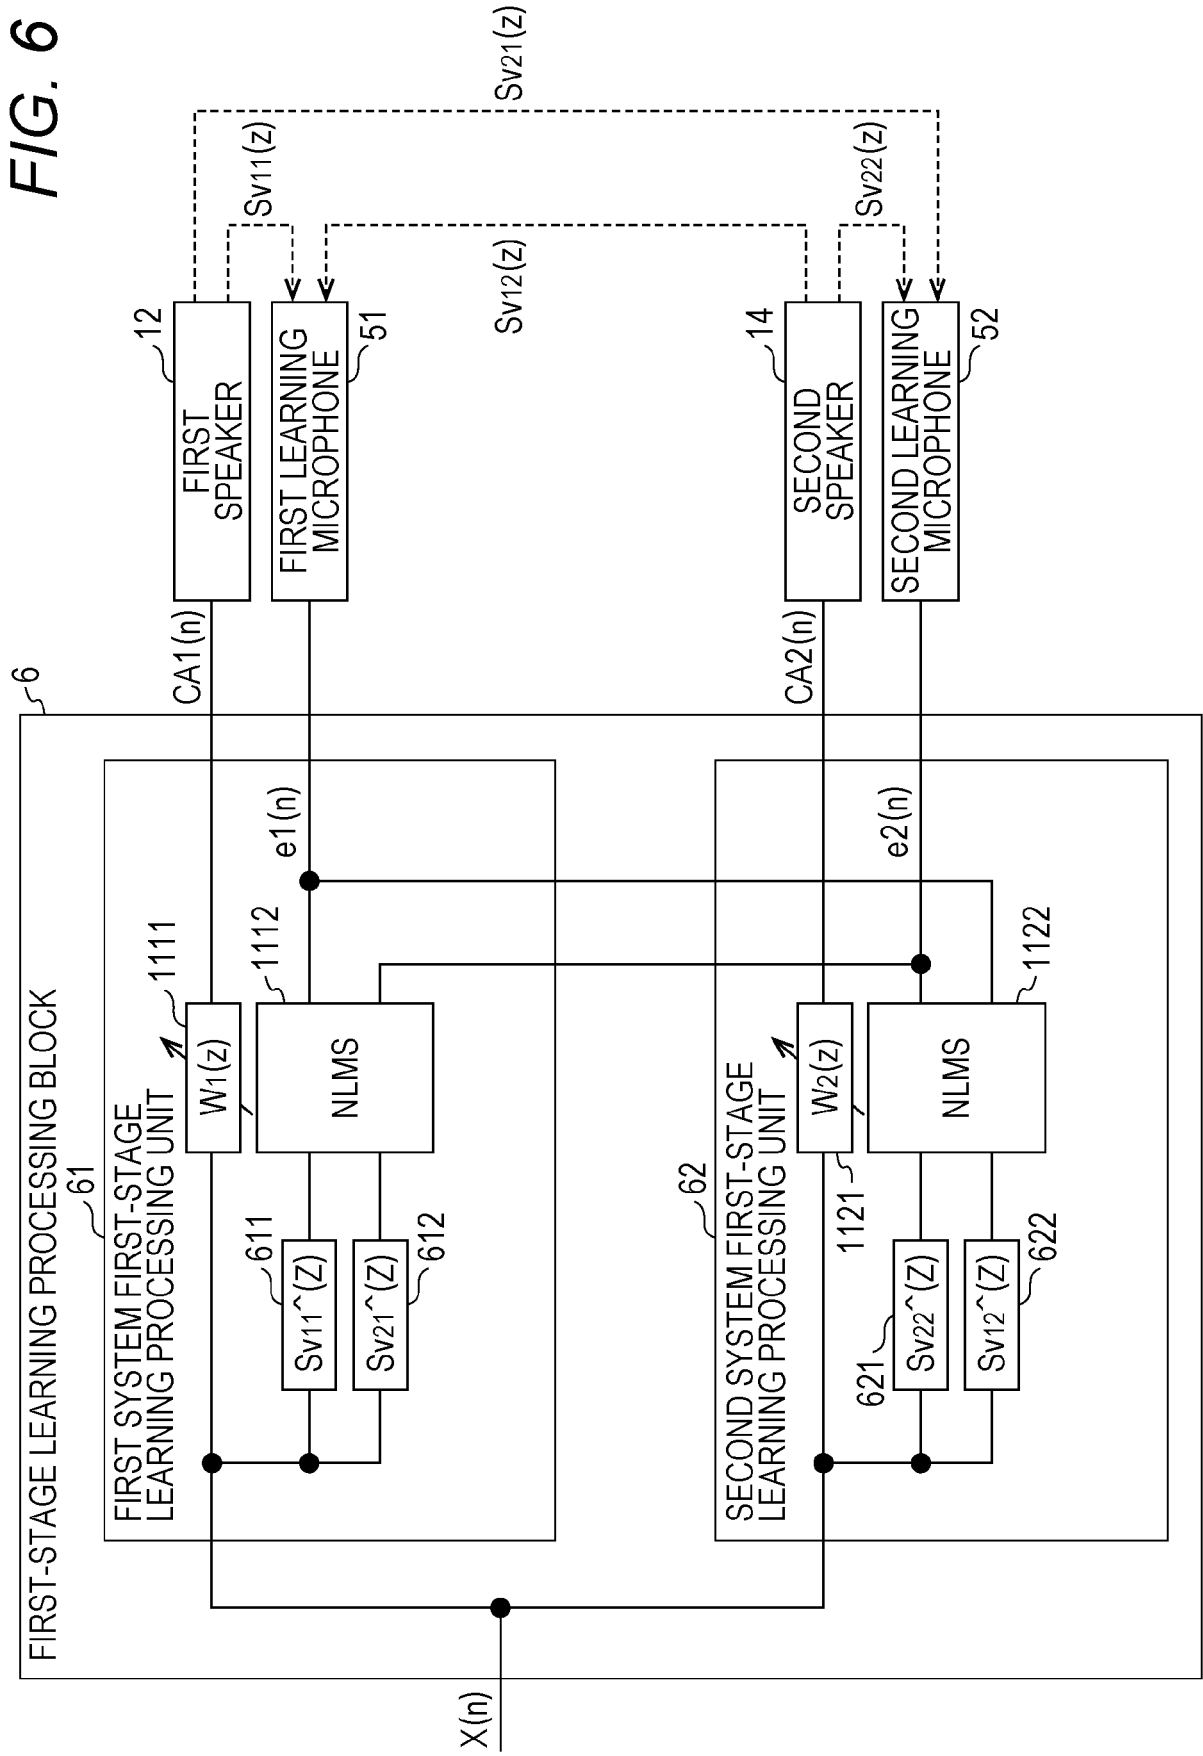 FIG. 6
FIRST-STAGE LEARNING PROCESSING BLOCK
6
61
FIRST SYSTEM FIRST-STAGE
LEARNING PROCESSING UNIT
1111
W1(z)
CA1(n)
12
FIRST
SPEAKER
Sv11(z)
Sv21(z)
611
Sv11^(Z)
Sv21^(Z)
612
NLMS
1112
e1(n)
FIRST LEARNING
MICROPHONE
51
Sv12(z)
X(n)
62
SECOND SYSTEM FIRST-STAGE
LEARNING PROCESSING UNIT
W2(z)
1121
CA2(n)
14
SECOND
SPEAKER
Sv22(z)
621
Sv22^(Z)
Sv12^(Z)
622
NLMS
1122
e2(n)
SECOND LEARNING
MICROPHONE
52